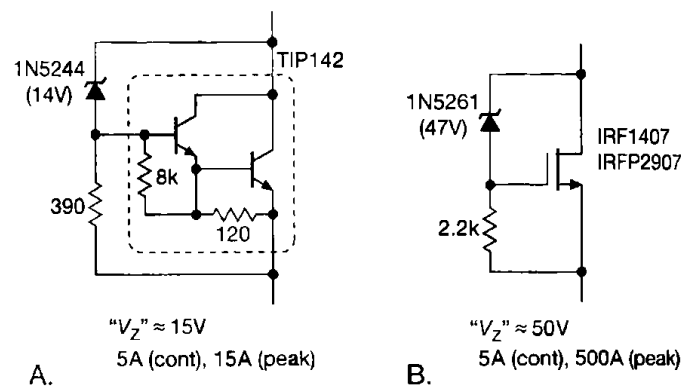 TIP142
1N5244
(14V)
8k
390
120
"V_Z" ≈ 15V
5A (cont), 15A (peak)
A.
1N5261
(47V)
IRF1407
IRFP2907
2.2k
"V_Z" ≈ 50V
5A (cont), 500A (peak)
B.